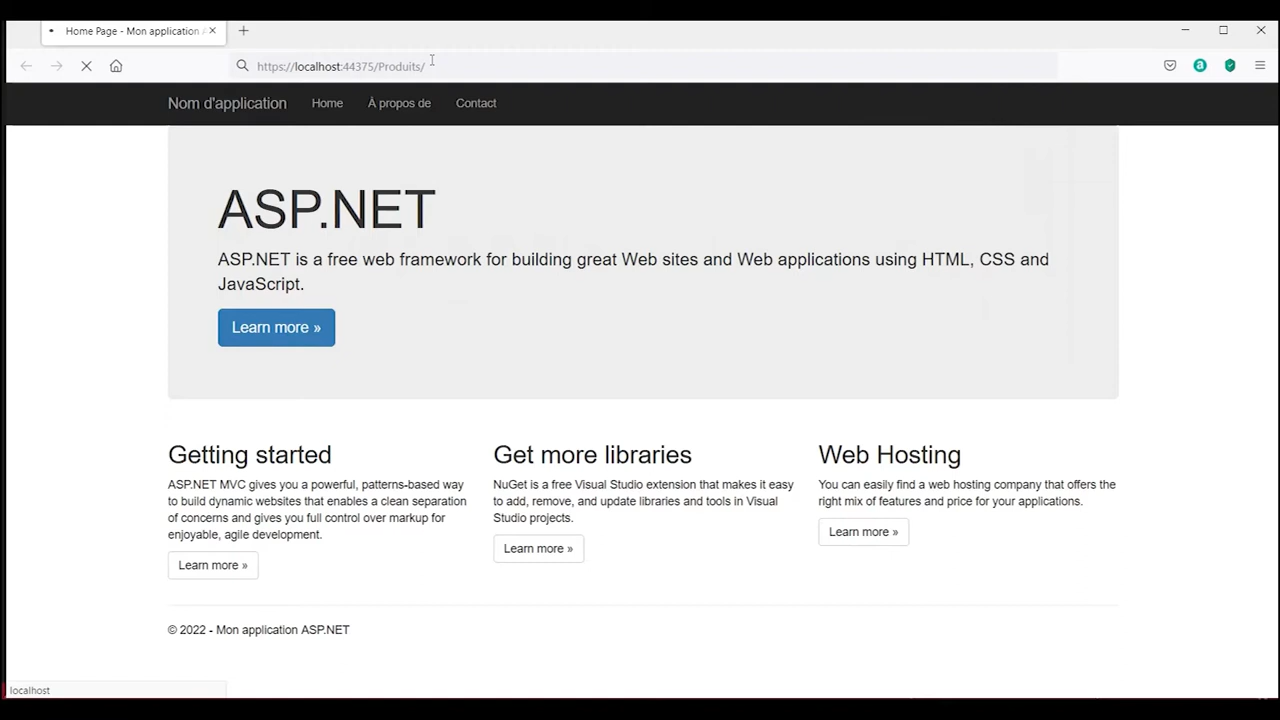 Home Page - Mon application A
https://localhost:44375/Produits/
Nom d'application Home À propos de Contact
ASP.NET
ASP.NET is a free web framework for building great Web sites and Web applications using HTML, CSS and
JavaScript.
Learn more »
Getting started
ASP.NET MVC gives you a powerful, patterns-based way
to build dynamic websites that enables a clean separation
of concerns and gives you full control over markup for
enjoyable, agile development.
Learn more »
Get more libraries
NuGet is a free Visual Studio extension that makes it easy
to add, remove, and update libraries and tools in Visual
Studio projects.
Learn more »
Web Hosting
You can easily find a web hosting company that offers the
right mix of features and price for your applications.
Learn more »
© 2022 - Mon application ASP.NET
localhost